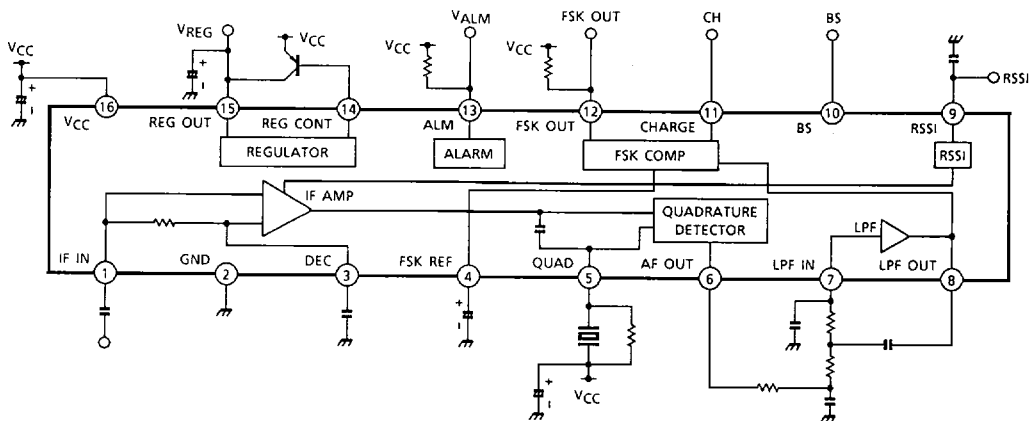 VREG
VCC
VALM
FSK OUT
CH
BS
VCC
VCC
VCC
+
-
+
-
RSSI
16
15
14
13
12
11
10
9
VCC
REG OUT
REG CONT
ALM
FSK OUT
CHARGE
BS
RSSI
REGULATOR
ALARM
FSK COMP
RSSI
IF AMP
QUADRATURE
DETECTOR
LPF
IF IN
GND
DEC
FSK REF
QUAD
AF OUT
LPF IN
LPF OUT
1
2
3
4
5
6
7
8
+
-
+
-
VCC